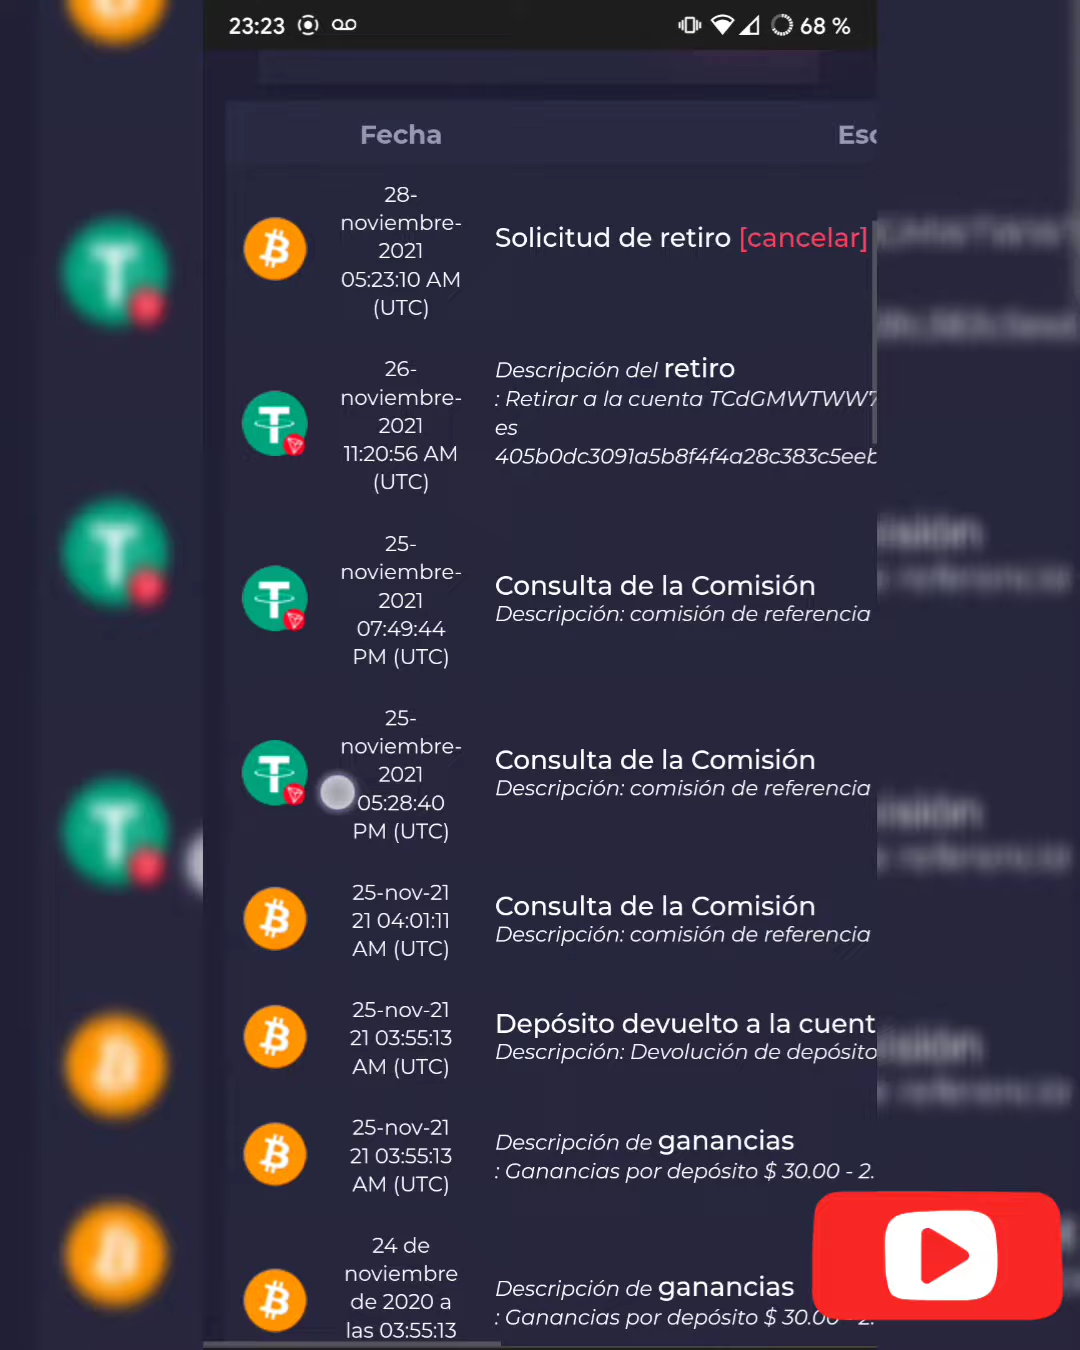 23:23
68 %
Fecha
Esc
28-
noviembre-
2021
05:23:10 AM
(UTC)
Solicitud de retiro [cancelar]
26-
noviembre-
2021
11:20:56 AM
(UTC)
Descripción del retiro
: Retirar a la cuenta TCdGMWTWW7
es
405b0dc3091a5b8f4f4a28c383c5eeb
25-
noviembre-
2021
07:49:44
PM (UTC)
Consulta de la Comisión
Descripción: comisión de referencia
25-
noviembre-
2021
05:28:40
PM (UTC)
Consulta de la Comisión
Descripción: comisión de referencia
25-nov-21
21 04:01:11
AM (UTC)
Consulta de la Comisión
Descripción: comisión de referencia
25-nov-21
21 03:55:13
AM (UTC)
Depósito devuelto a la cuent
Descripción: Devolución de depósito
25-nov-21
21 03:55:13
AM (UTC)
Descripción de ganancias
: Ganancias por depósito $ 30.00 - 2.
24 de
noviembre
de 2020 a
las 03:55:13
Descripción de ganancias
: Ganancias por depósito $ 30.00 - 2.